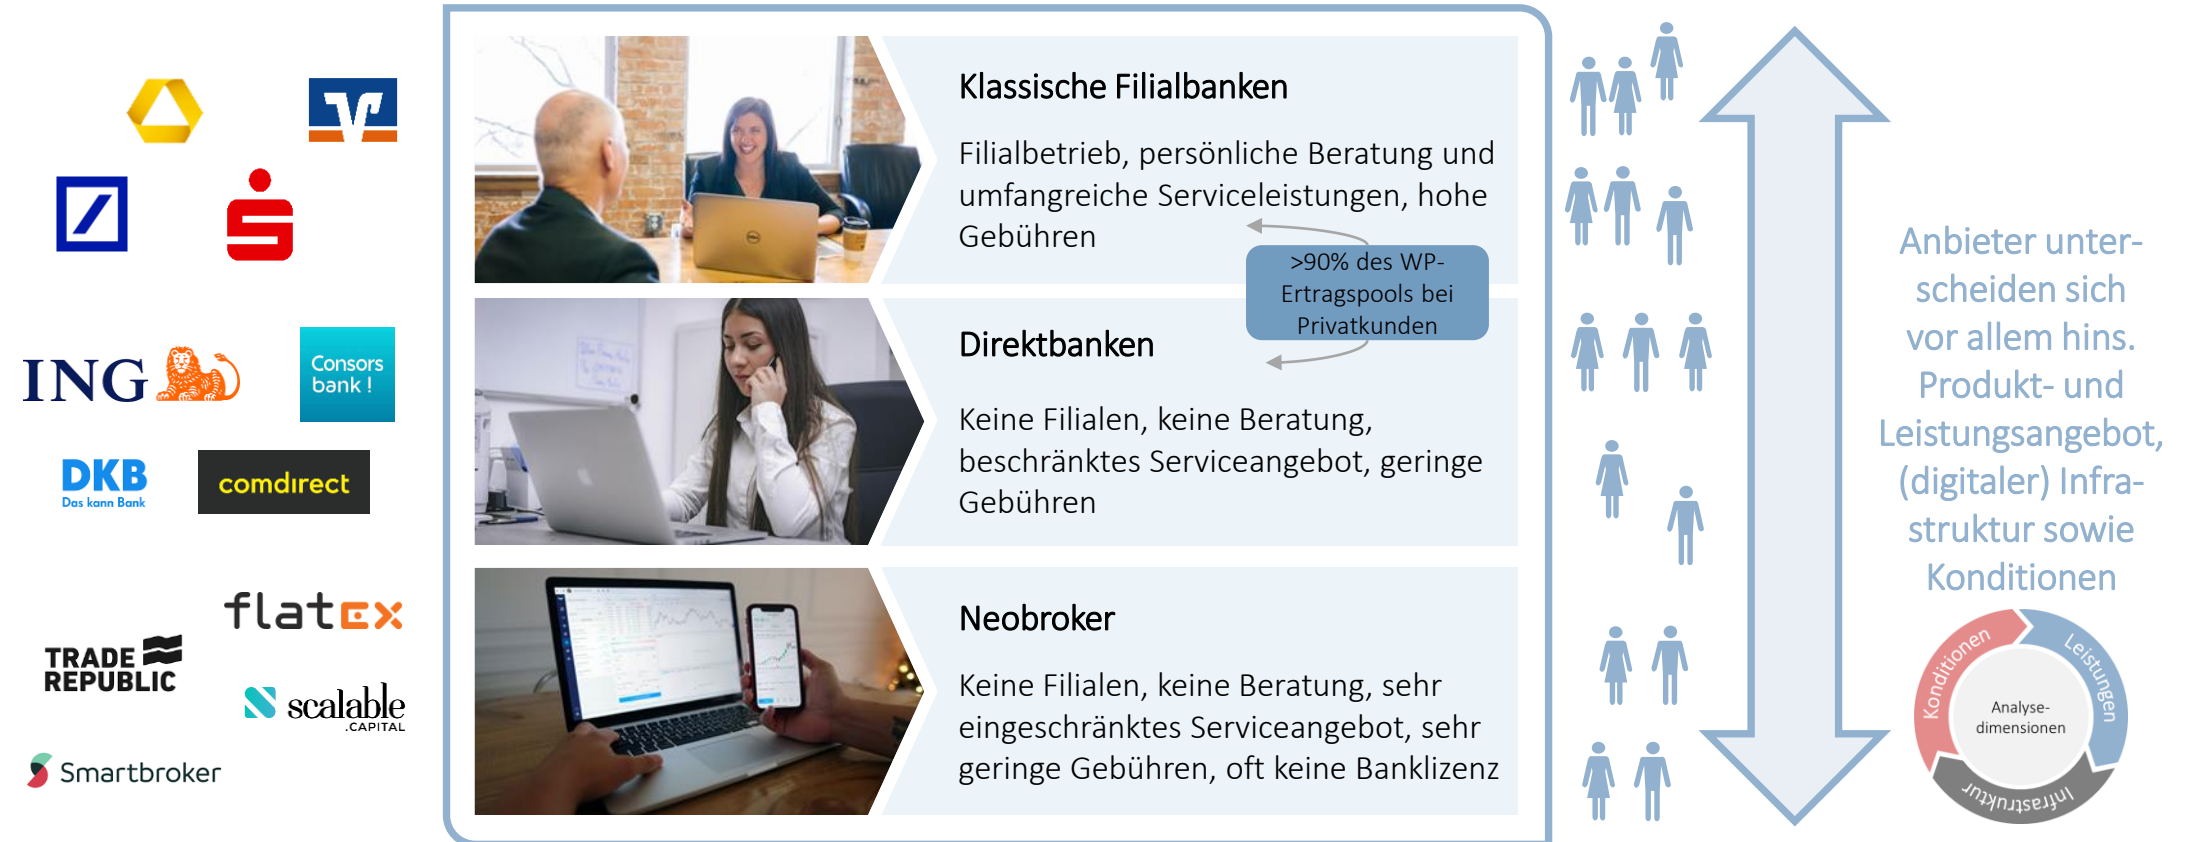 Klassische Filialbanken
Filialbetrieb, persönliche Beratung und
umfangreiche Serviceleistungen, hohe
Gebühren
>90% des WP-
Ertragspools bei
Privatkunden
Direktbanken
Keine Filialen, keine Beratung,
beschränktes Serviceangebot, geringe
Gebühren
Neobroker
Keine Filialen, keine Beratung, sehr
eingeschränktes Serviceangebot, sehr
geringe Gebühren, oft keine Banklizenz
ING
Consors
bank!
DKB
Das kann Bank
comdirect
flatex
TRADE
REPUBLIC
scalable
.CAPITAL
Smartbroker
Anbieter unter-
scheiden sich
vor allem hins.
Produkt- und
Leistungsangebot,
(digitaler) Infra-
struktur sowie
Konditionen
Konditionen
Leistungen
Infrastruktur
Analyse-
dimensionen